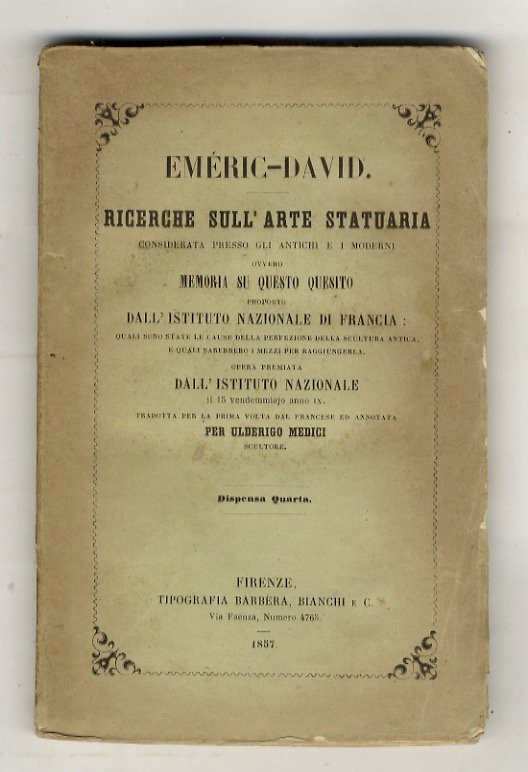 EMÉRIC-DAVID.
RICERCHE SULL'ARTE STATUARIA
CONSIDERATA PRESSO GLI ANTICHI E I MODERNI
OVVERO
MEMORIA SU QUESTO QUESITO
PROPOSTO
DALL'ISTITUTO NAZIONALE DI FRANCIA:
QUALI SONO STATE LE CAUSE DELLA PERFEZIONE DELLA SCULTURA ANTICA,
E QUALI SAREBBERO I MEZZI PER RAGGIUNGERLA.
OPERA PREMIATA
DALL'ISTITUTO NAZIONALE
il 15 vendemmiajo anno IX.
TRADOTTA PER LA PRIMA VOLTA DAL FRANCESE ED ANNOTATA
PER ULDERIGO MEDICI
SCULTORE.
Dispensa Quarta.
FIRENZE,
TIPOGRAFIA BARBÈRA, BIANCHI E C.
Via Faenza, Numero 4765.
1857